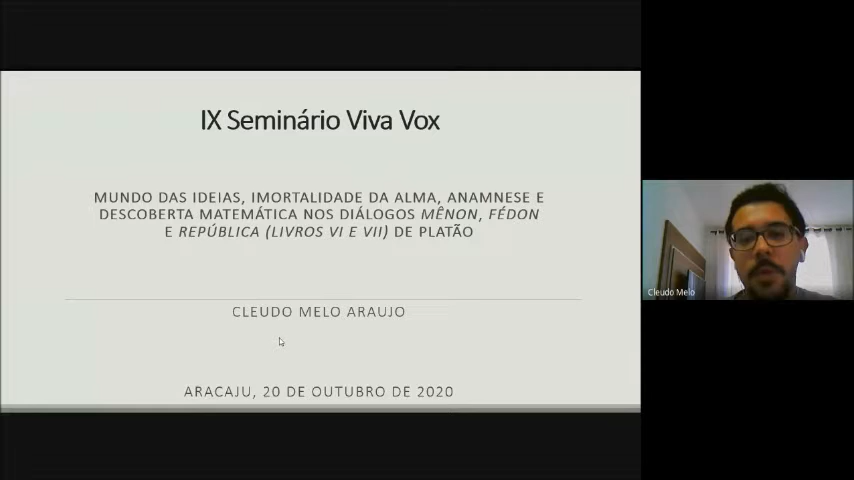 IX Seminário Viva Vox
MUNDO DAS IDEIAS, IMORTALIDADE DA ALMA, ANAMNESE E
DESCOBERTA MATEMÁTICA NOS DIÁLOGOS MÊNON, FÉDON
E REPÚBLICA (LIVROS VI E VII) DE PLATÃO
CLEUDO MELO ARAUJO
ARACAJU, 20 DE OUTUBRO DE 2020
Cleudo Melo